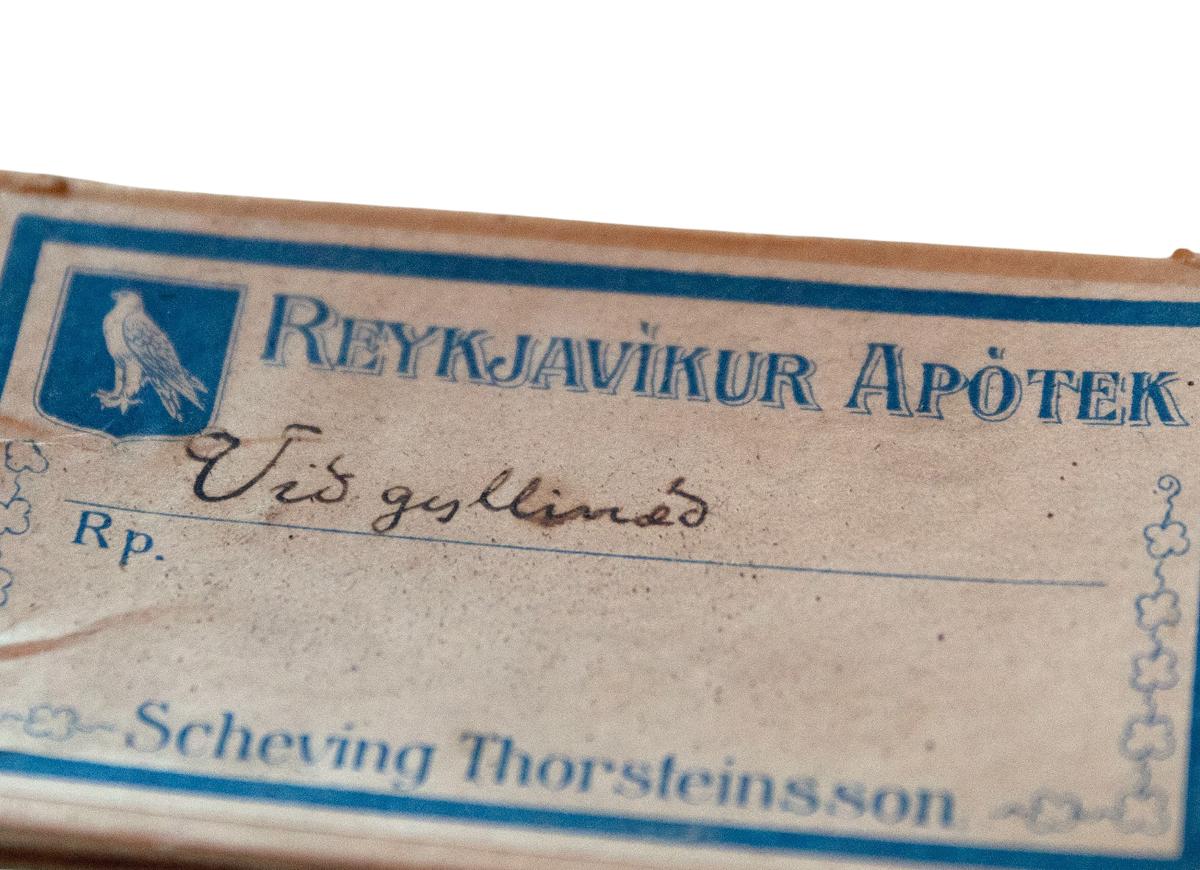 REYKJAVÍKUR APÓTEK
Við gyllinæð
Rp.
Scheving Thorsteinsson